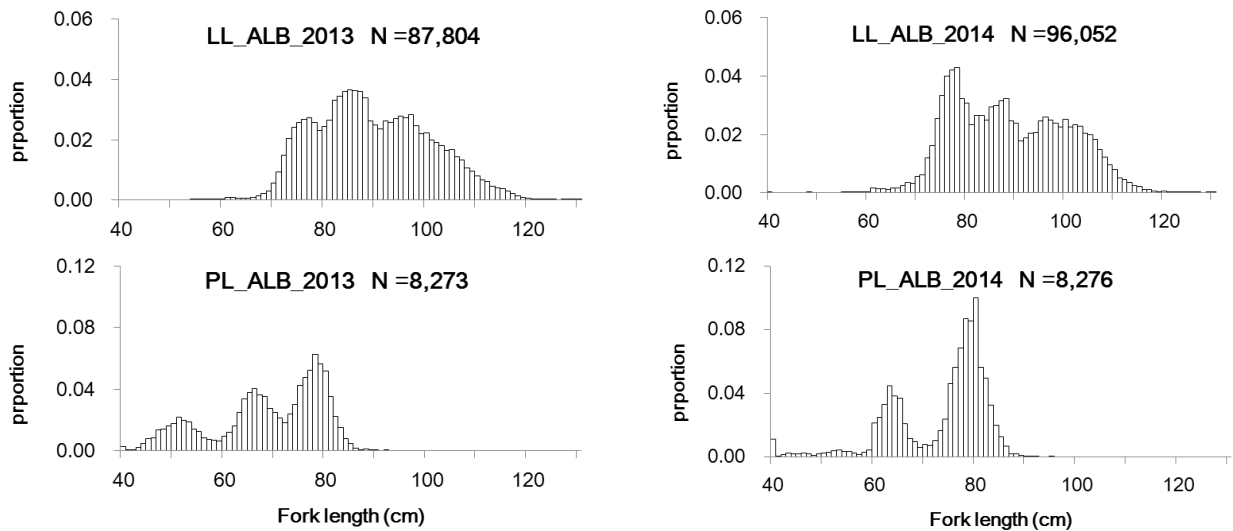 LL_ALB_2013 N =87,804
prportion
0.06
0.04
0.02
0.00
40 60 80 100 120
LL_ALB_2014 N =96,052
prportion
0.06
0.04
0.02
0.00
40 60 80 100 120
PL_ALB_2013 N =8,273
prportion
0.12
0.08
0.04
0.00
40 60 80 100 120
Fork length (cm)
PL_ALB_2014 N =8,276
prportion
0.12
0.08
0.04
0.00
40 60 80 100 120
Fork length (cm)